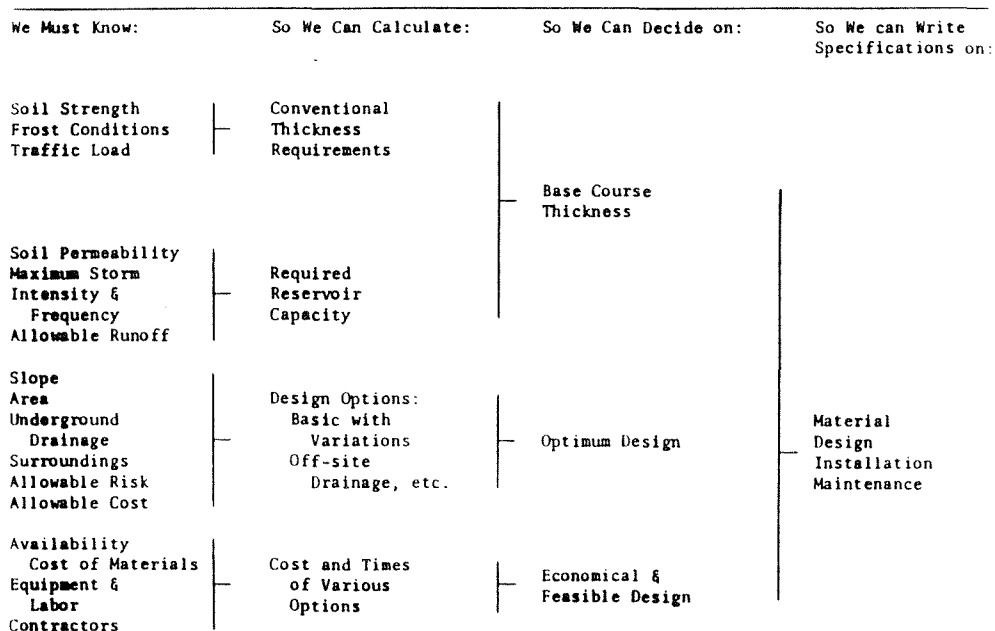 We Must Know: So We Can Calculate: So We Can Decide on: So We can Write
Specifications on:
Soil Strength
Frost Conditions
Traffic Load
Conventional
Thickness
Requirements
Base Course
Thickness
Soil Permeability
Maximum Storm
Intensity &
Frequency
Allowable Runoff
Required
Reservoir
Capacity
Slope
Area
Underground
Drainage
Surroundings
Allowable Risk
Allowable Cost
Design Options:
Basic with
Variations
Off-site
Drainage, etc.
Optimum Design
Material
Design
Installation
Maintenance
Availability
Cost of Materials
Equipment &
Labor
Contractors
Cost and Times
of Various
Options
Economical &
Feasible Design